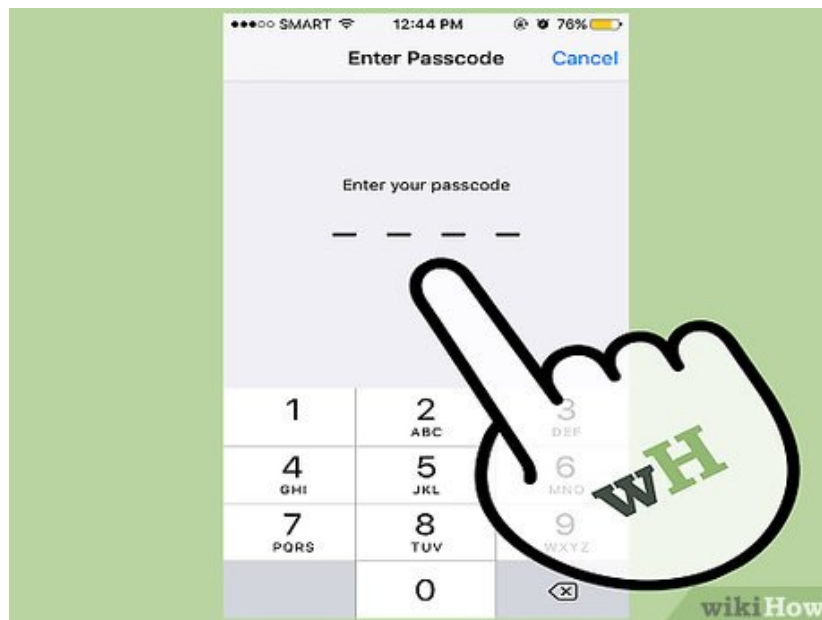 ●●●○○ SMART 12:44 PM 76%
Enter Passcode Cancel
Enter your passcode
1 2 3
ABC DEF
4 5 6
GHI JKL MNO
7 8 9
PQRS TUV WXYZ
0
wH
wikiHow